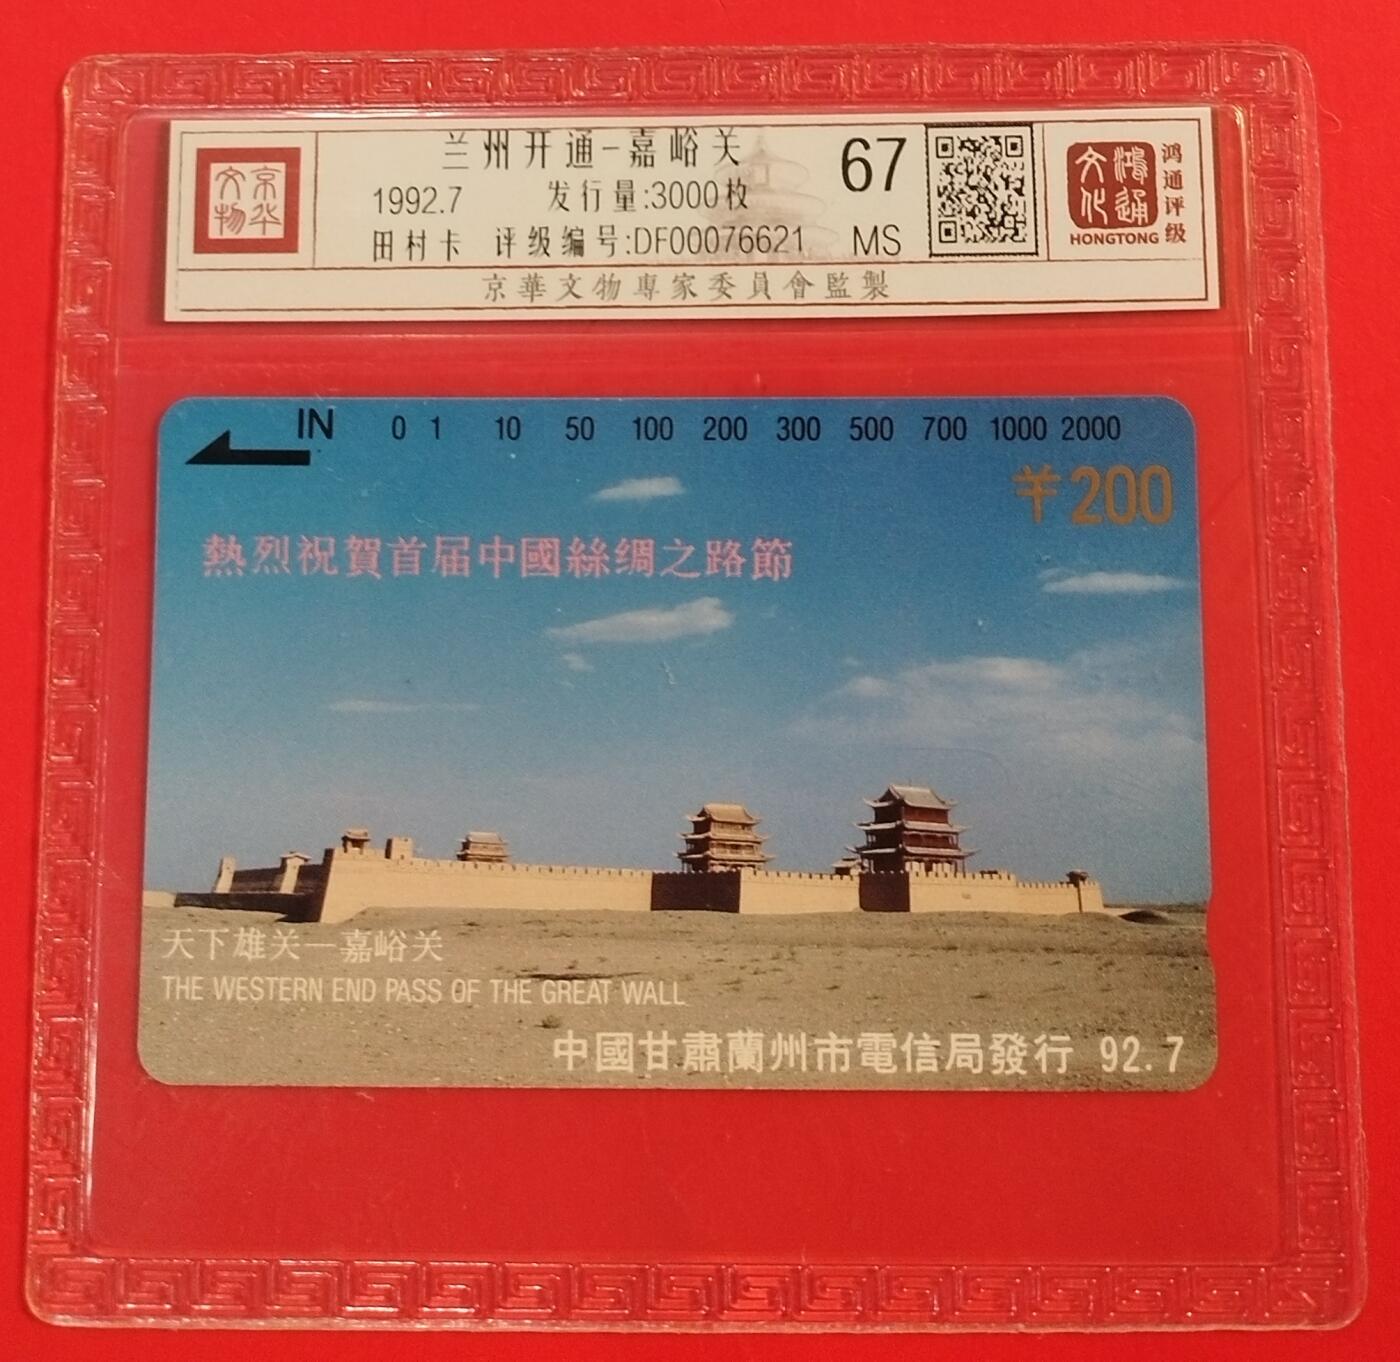 京华文物
兰州开通-嘉峪关
1992.7 发行量:3000枚
田村卡 评级编号:DF00076621
67
MS
鸿通文化
HONGTONG
鸿通评级
京華文物專家委員會監製
IN 0 1 10 50 100 200 300 500 700 1000 2000
¥200
熱烈祝賀首届中國絲绸之路節
天下雄关—嘉峪关
THE WESTERN END PASS OF THE GREAT WALL
中國甘肅蘭州市電信局發行 92.7